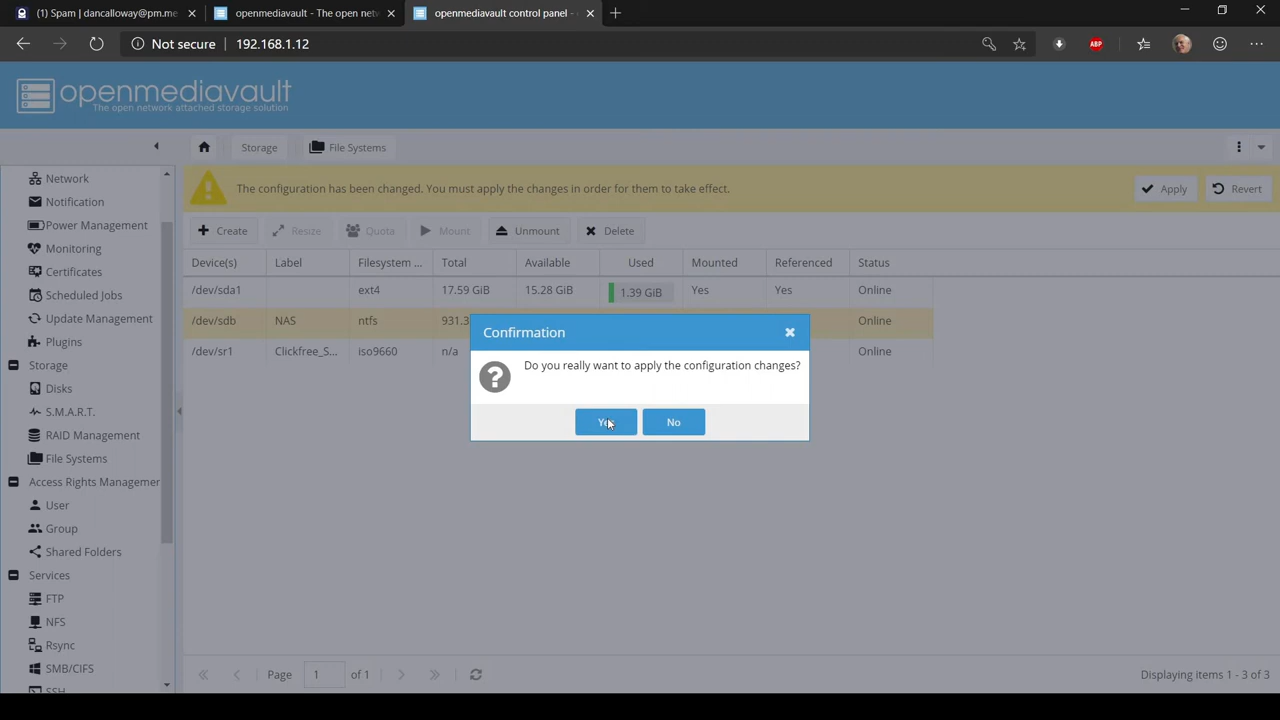 Spam | dancalloway@pm.me
openmediavault - The open netw
openmediavault control panel -
Not secure
192.168.1.12
ABP
openmediavault
The open network attached storage solution
Storage
File Systems
The configuration has been changed. You must apply the changes in order for them to take effect.
Apply
Revert
Network
Notification
Power Management
Monitoring
Certificates
Scheduled Jobs
Update Management
Plugins
Storage
Disks
S.M.A.R.T.
RAID Management
File Systems
Access Rights Managemer
User
Group
Shared Folders
Services
FTP
NFS
Rsync
SMB/CIFS
SSH
Create
Resize
Quota
Mount
Unmount
Delete
Device(s) Label Filesystem ... Total Available Used Mounted Referenced Status
/dev/sda1 ext4 17.59 GiB 15.28 GiB 1.39 GiB Yes Yes Online
/dev/sdb NAS ntfs 931.3 Online
/dev/sr1 Clickfree_S... iso9660 n/a Online
Confirmation
Do you really want to apply the configuration changes?
No
Page 1 of 1
Displaying items 1 - 3 of 3